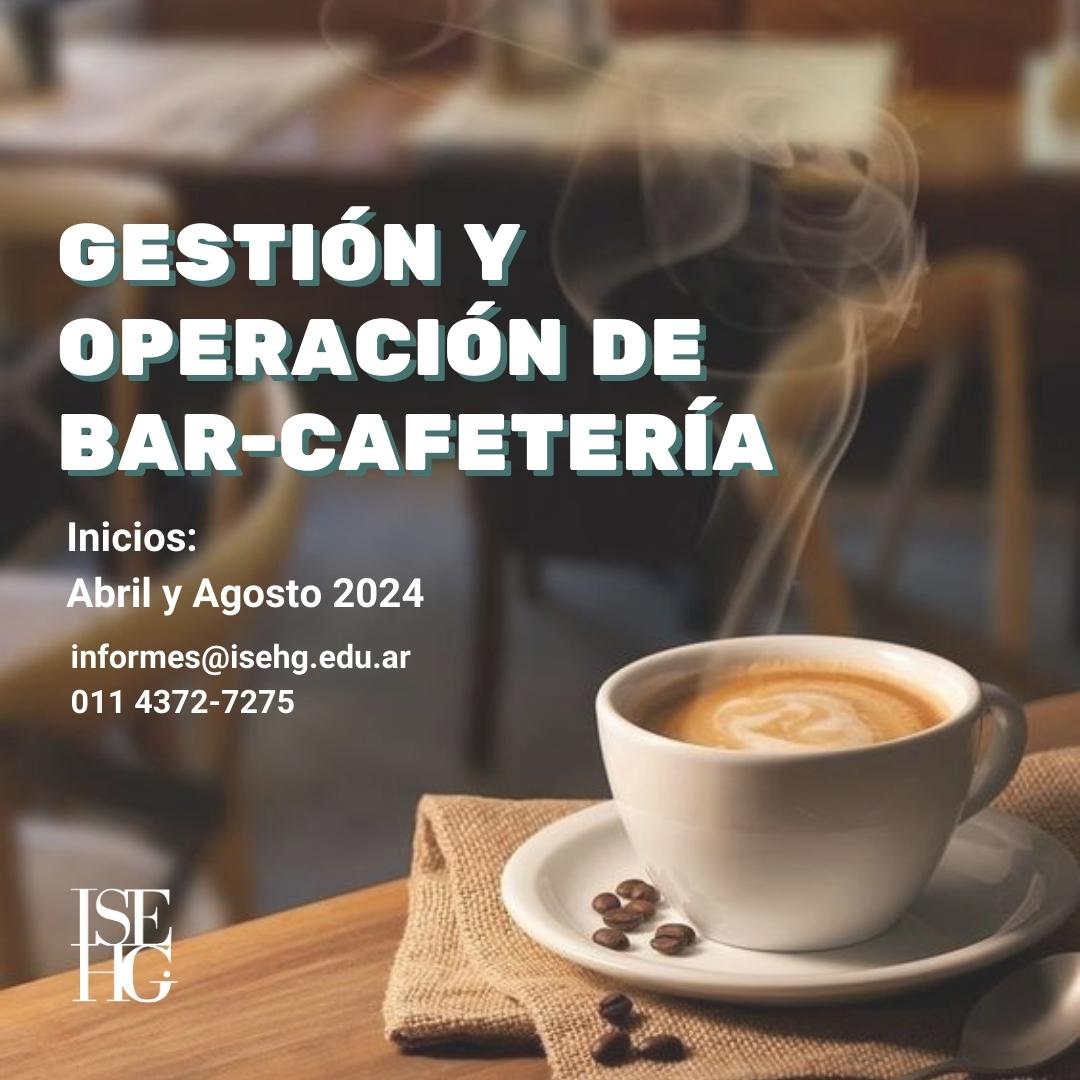 GESTIÓN Y
OPERACIÓN DE
BAR-CAFETERÍA
Inicios:
Abril y Agosto 2024
informes@isehg.edu.ar
011 4372-7275
ISE
HG